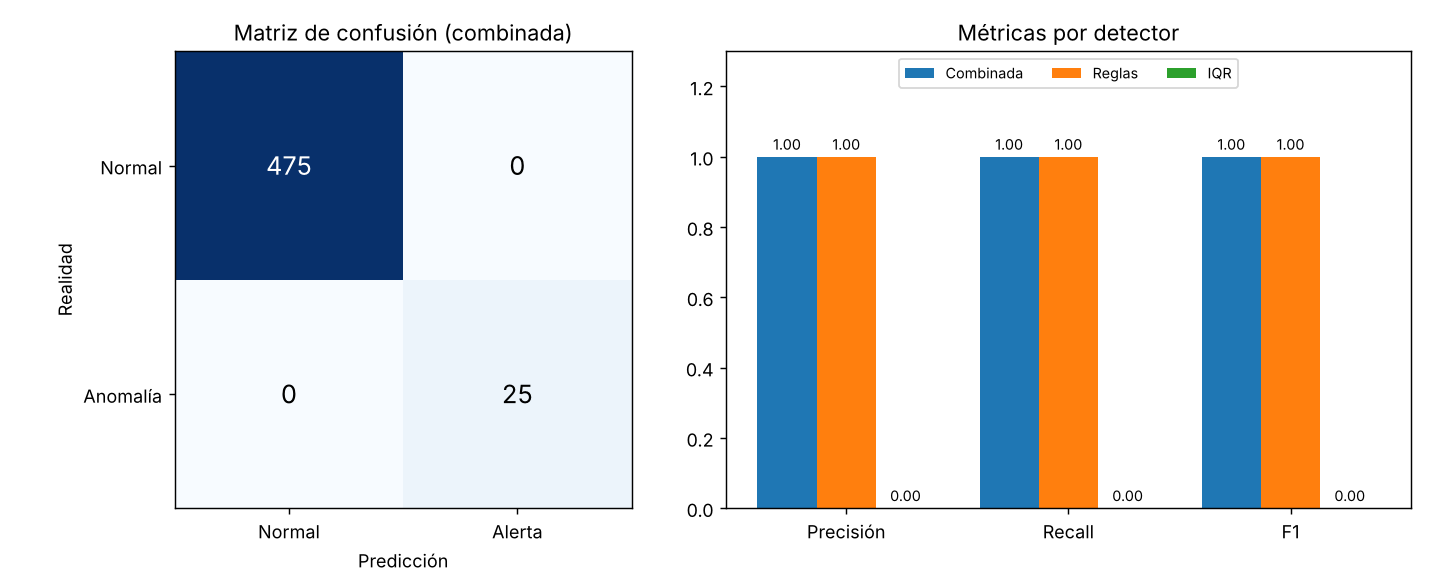 Matriz de confusión (combinada)
Realidad
Normal
475
0
Anomalía
0
25
Normal
Alerta
Predicción
Métricas por detector
Combinada Reglas IQR
1.2
1.0
0.8
0.6
0.4
0.2
0.0
1.00 1.00 0.00
1.00 1.00 0.00
1.00 1.00 0.00
Precisión
Recall
F1